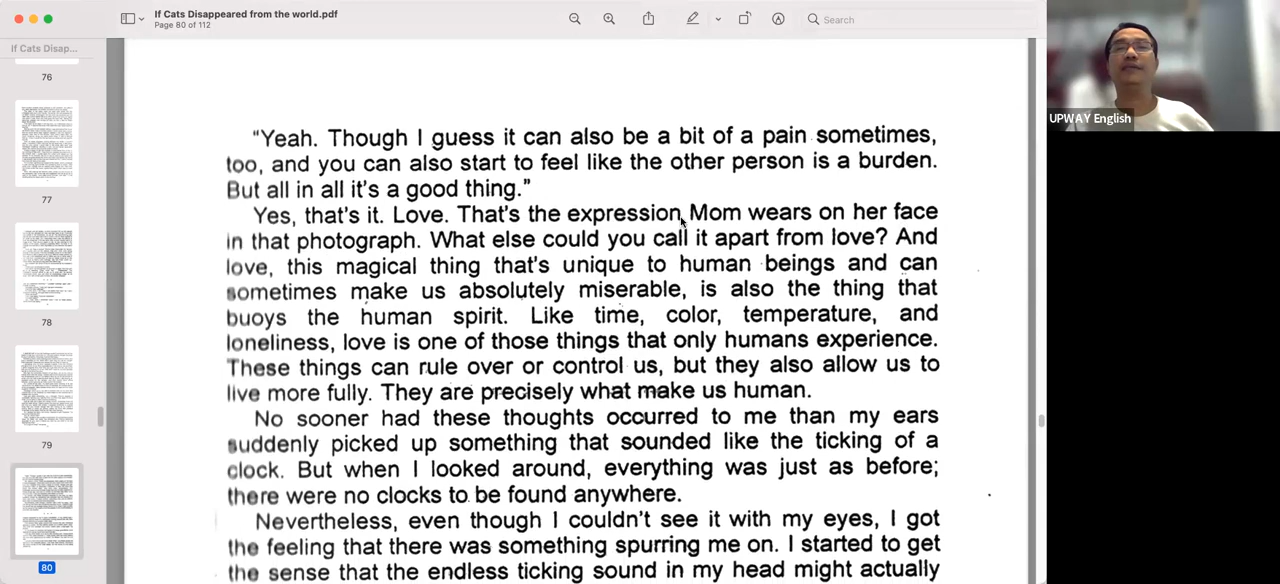 If Cats Disappeared from the world.pdf
Page 80 of 112
Search
If Cats Disap...
76
77
78
79
80
UPWAY English
"Yeah. Though I guess it can also be a bit of a pain sometimes,
too, and you can also start to feel like the other person is a burden.
But all in all it's a good thing."
Yes, that's it. Love. That's the expression Mom wears on her face
in that photograph. What else could you call it apart from love? And
love, this magical thing that's unique to human beings and can
sometimes make us absolutely miserable, is also the thing that
buoys the human spirit. Like time, color, temperature, and
loneliness, love is one of those things that only humans experience.
These things can rule over or control us, but they also allow us to
live more fully. They are precisely what make us human.
No sooner had these thoughts occurred to me than my ears
suddenly picked up something that sounded like the ticking of a
clock. But when I looked around, everything was just as before;
there were no clocks to be found anywhere.
Nevertheless, even though I couldn't see it with my eyes, I got
the feeling that there was something spurring me on. I started to get
the sense that the endless ticking sound in my head might actually